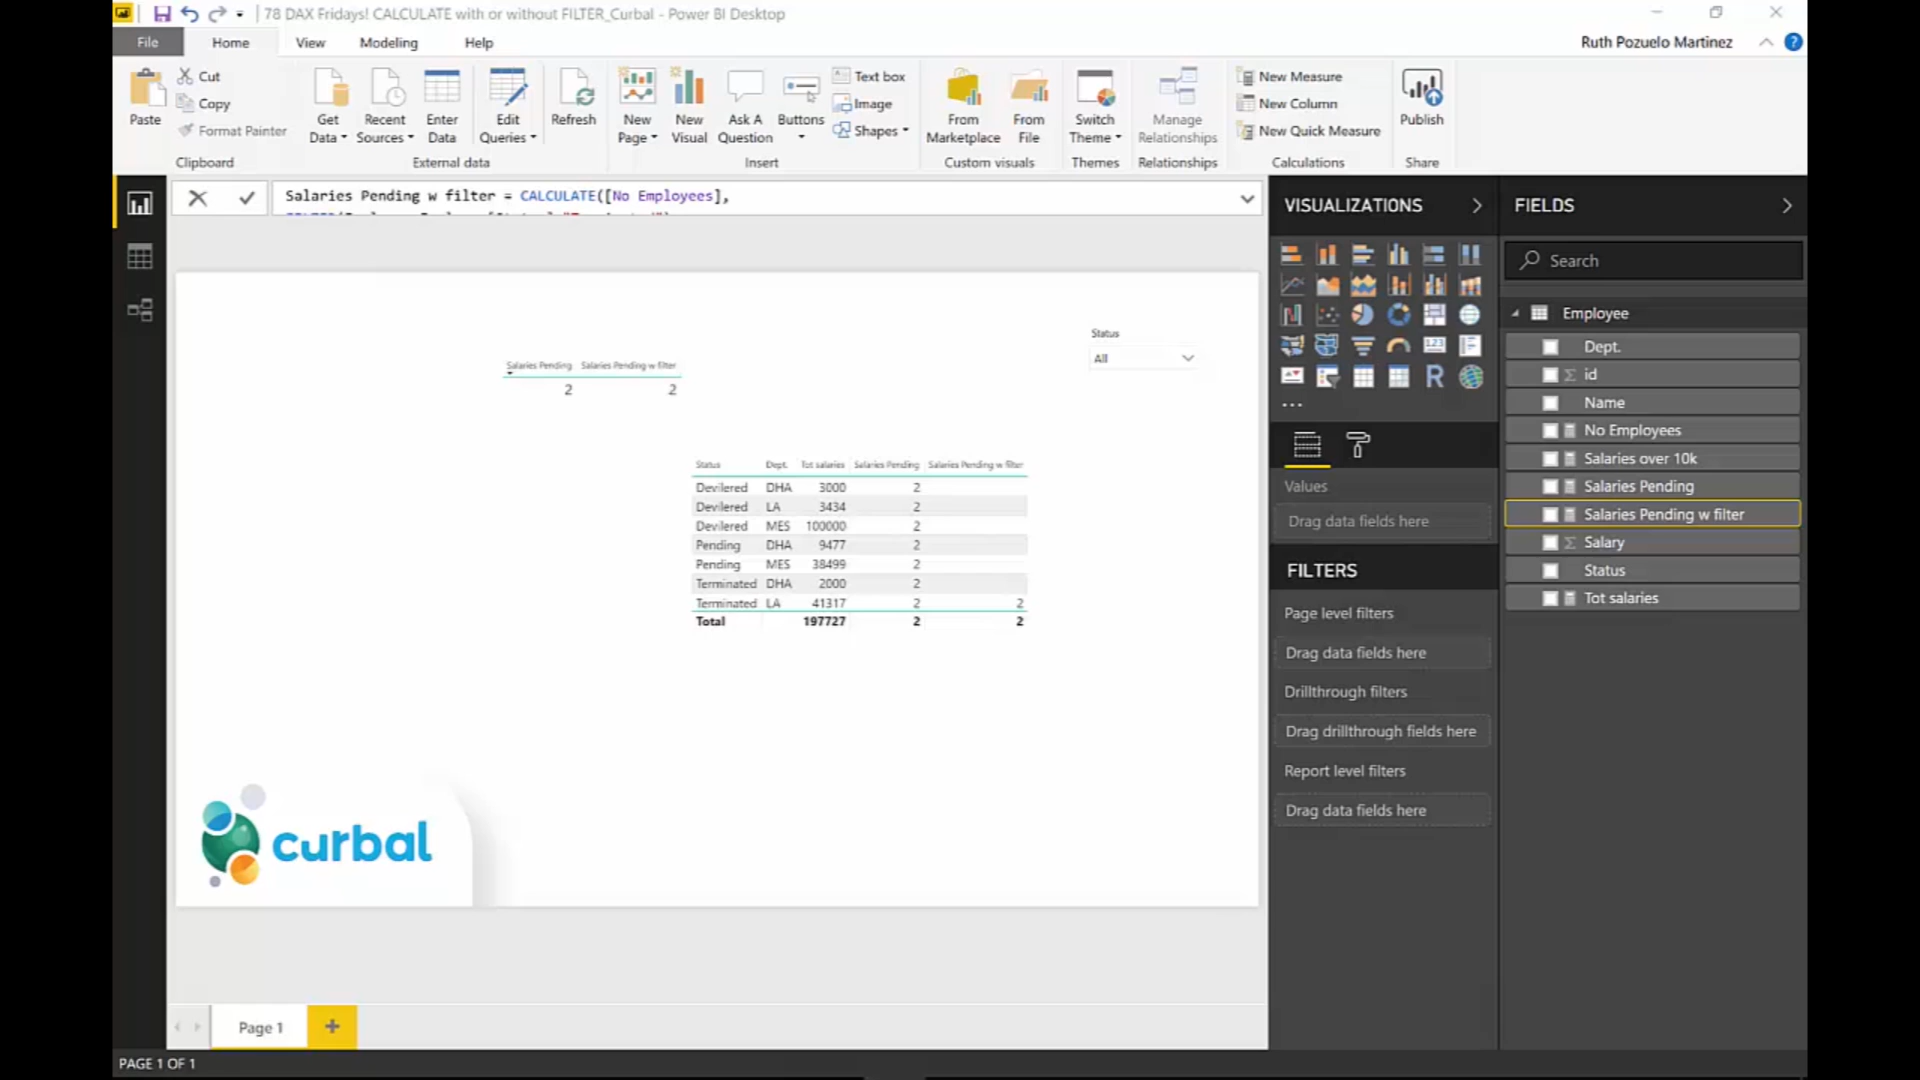 78 DAX Fridays! CALCULATE with or without FILTER_Curbal - Power BI Desktop
File Home View Modeling Help
Ruth Pozuelo Martinez
Paste
Cut
Copy
Format Painter
Clipboard
Get Data
Recent Sources
Enter Data
Edit Queries
Refresh
External data
New Page
New Visual
Ask A Question
Buttons
Text box
Image
Shapes
Insert
From Marketplace
From File
Custom visuals
Switch Theme
Themes
Manage Relationships
Relationships
New Measure
New Column
New Quick Measure
Calculations
Publish
Share
Salaries Pending w filter = CALCULATE([No Employees],
Salaries Pending Salaries Pending w filter
2 2
Status
All
Status Dept. Tot salaries Salaries Pending Salaries Pending w filter
Devilered DHA 3000 2
Devilered LA 3434 2
Devilered MES 100000 2
Pending DHA 9477 2
Pending MES 38499 2
Terminated DHA 2000 2
Terminated LA 41317 2 2
Total 197727 2 2
curbal
Page 1
PAGE 1 OF 1
VISUALIZATIONS
123
R
Values
Drag data fields here
FILTERS
Page level filters
Drag data fields here
Drillthrough filters
Drag drillthrough fields here
Report level filters
Drag data fields here
FIELDS
Search
Employee
Dept.
id
Name
No Employees
Salaries over 10k
Salaries Pending
Salaries Pending w filter
Salary
Status
Tot salaries